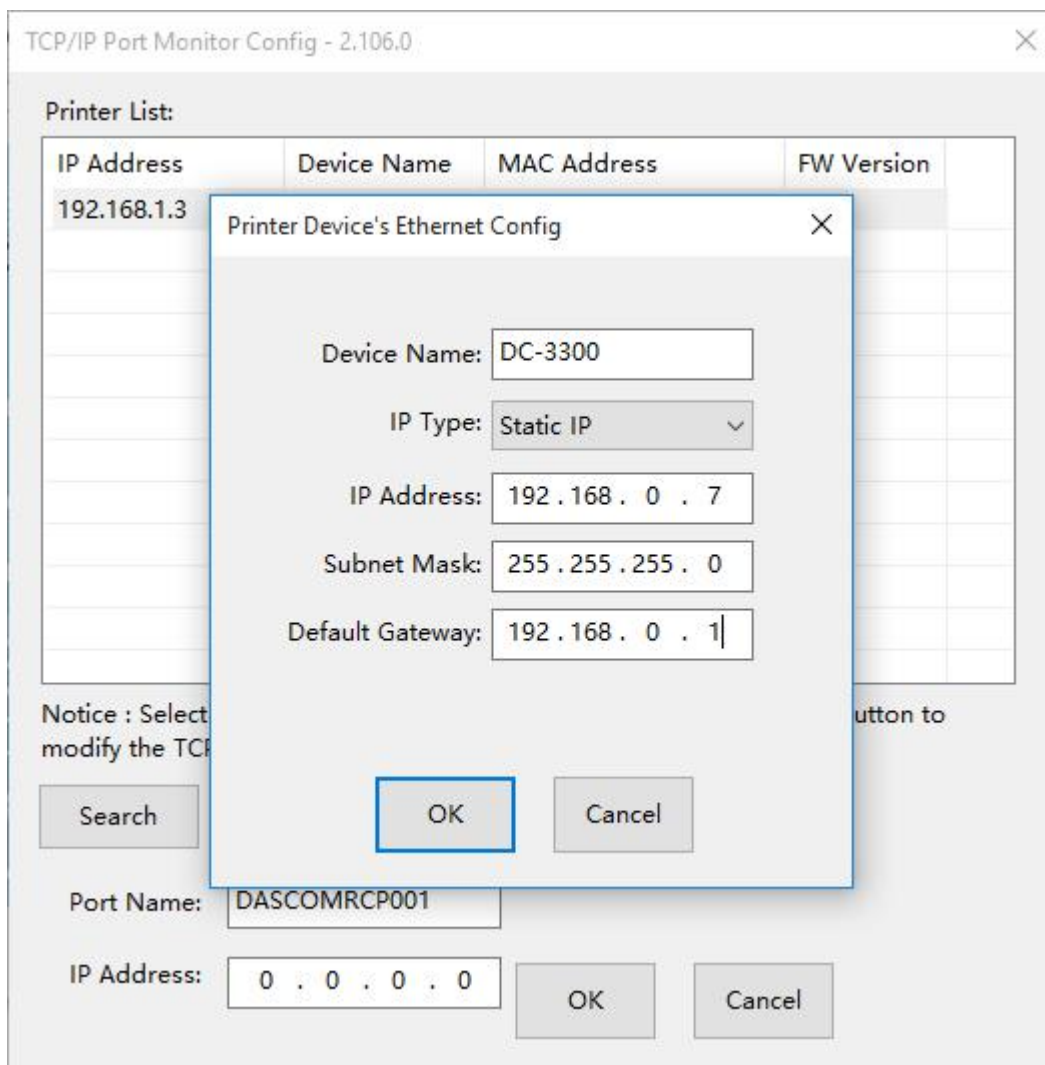 TCP/IP Port Monitor Config - 2.106.0
Printer List:
IP Address Device Name MAC Address FW Version
192.168.1.3
Printer Device's Ethernet Config
Device Name: DC-3300
IP Type: Static IP
IP Address: 192 . 168 . 0 . 7
Subnet Mask: 255 . 255 . 255 . 0
Default Gateway: 192 . 168 . 0 . 1
OK Cancel
Notice : Select utton to
modify the TCP
Search
Port Name: DASCOMRCP001
IP Address: 0 . 0 . 0 . 0
OK Cancel